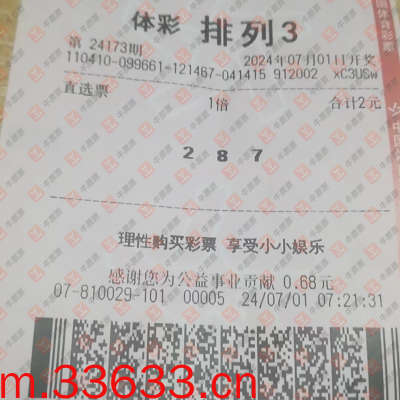 体彩 排列3
第 24173期 2024年07月01日开奖
110410-099661-121467-041415 912002 xC3USw
直选票 1倍 合计2元
2 8 7
理性购买彩票 享受小小娱乐
感谢您为公益事业贡献 0.68元
07-810029-101 00005 24/07/01 07:21:31
m.33633.cn